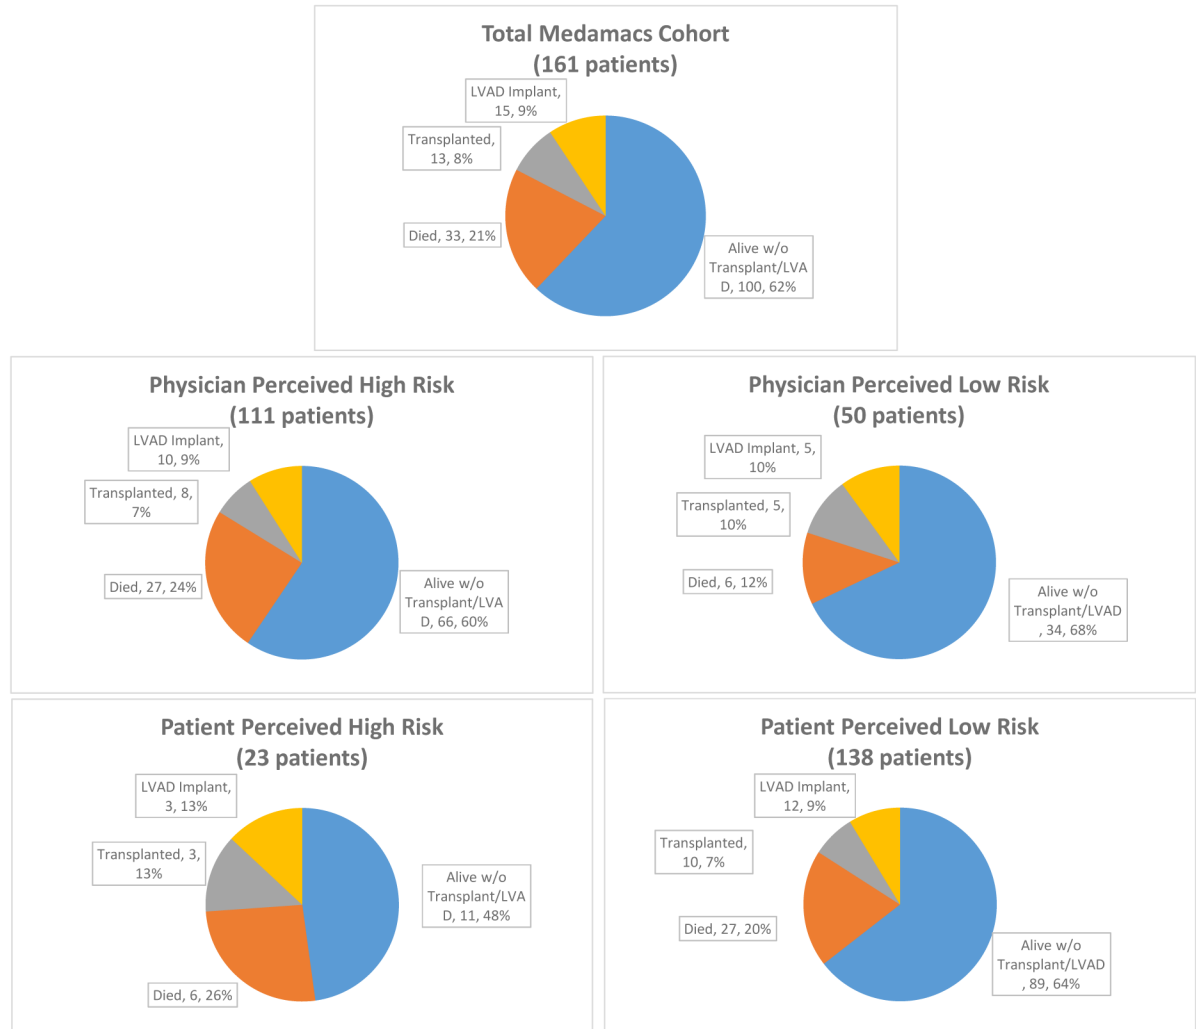 Total Medamacs Cohort
(161 patients)
LVAD Implant,
15, 9%
Transplanted,
13, 8%
Died, 33, 21%
Alive w/o
Transplant/LVA
D, 100, 62%
Physician Perceived High Risk
(111 patients)
LVAD Implant,
10, 9%
Transplanted, 8,
7%
Died, 27, 24%
Alive w/o
Transplant/LVA
D, 66, 60%
Physician Perceived Low Risk
(50 patients)
LVAD Implant, 5,
10%
Transplanted, 5,
10%
Died, 6, 12%
Alive w/o
Transplant/LVAD
, 34, 68%
Patient Perceived High Risk
(23 patients)
LVAD Implant,
3, 13%
Transplanted, 3,
13%
Alive w/o
Transplant/LVA
D, 11, 48%
Died, 6, 26%
Patient Perceived Low Risk
(138 patients)
LVAD Implant,
12, 9%
Transplanted,
10, 7%
Died, 27, 20%
Alive w/o
Transplant/LVAD
, 89, 64%